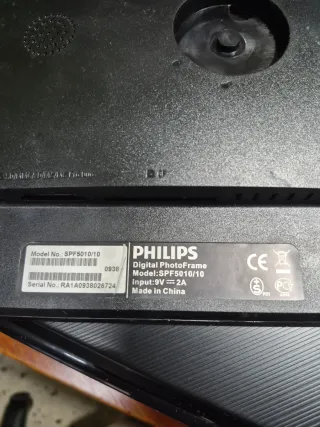 Model No.: SPF5010/10
0938
Serial No.: RA1A0938026724
PHILIPS
Digital PhotoFrame
Model:SPF5010/10
Input:9V ⎓ 2A
Made in China
CE